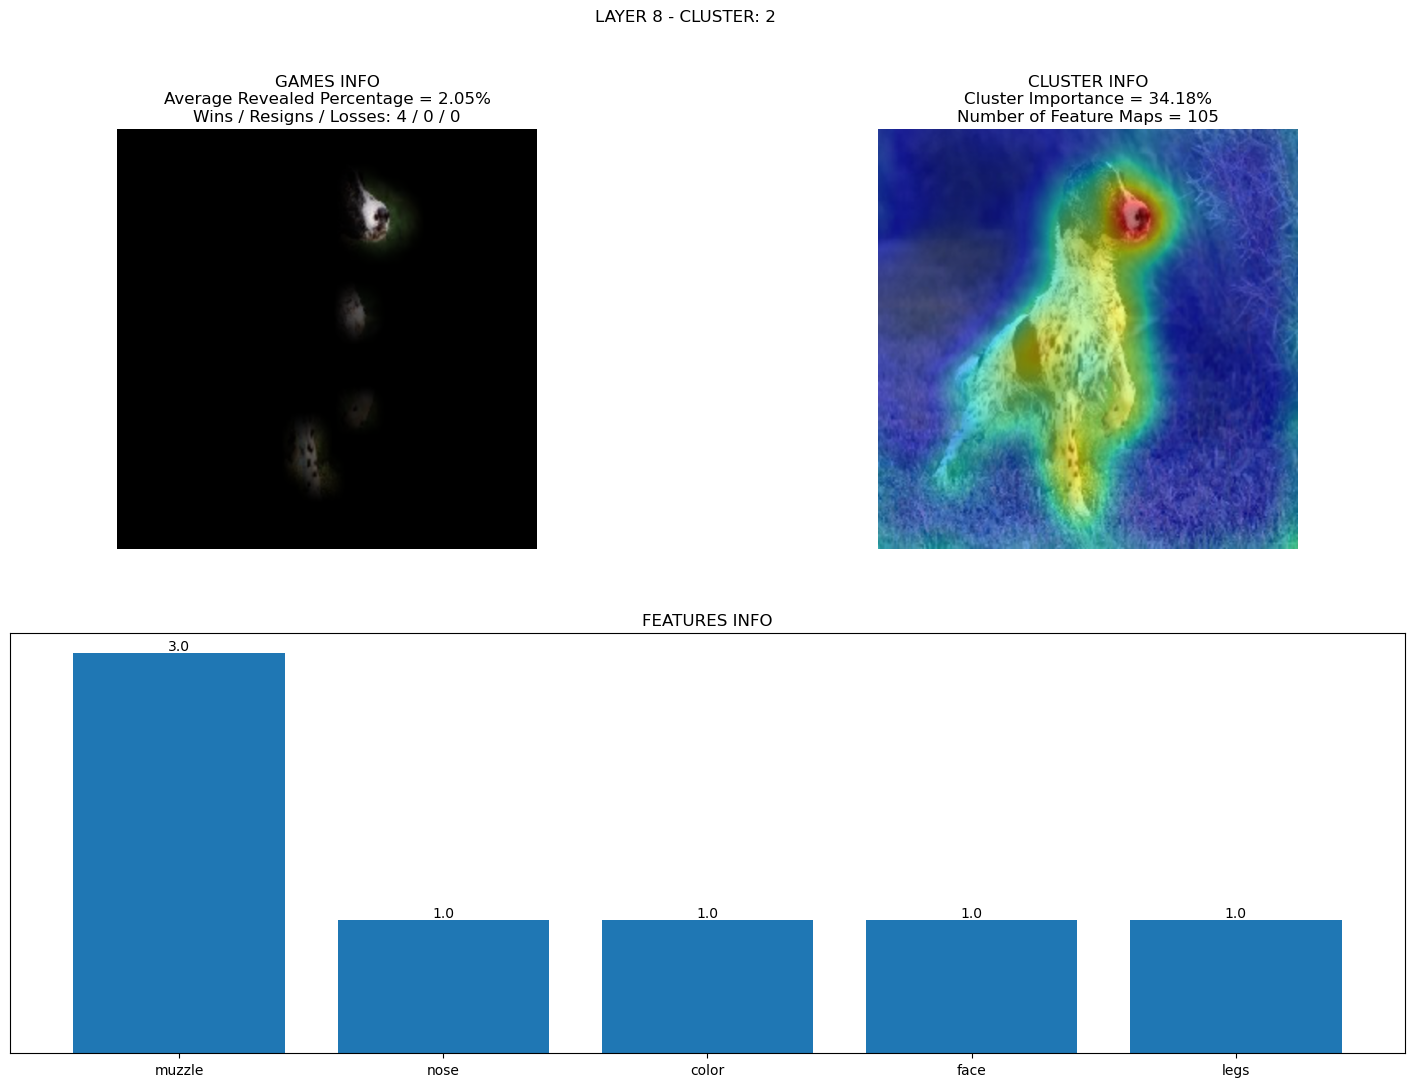 LAYER 8 - CLUSTER: 2
GAMES INFO
Average Revealed Percentage = 2.05%
Wins / Resigns / Losses: 4 / 0 / 0
CLUSTER INFO
Cluster Importance = 34.18%
Number of Feature Maps = 105
FEATURES INFO
3.0
1.0
1.0
1.0
1.0
muzzle
nose
color
face
legs